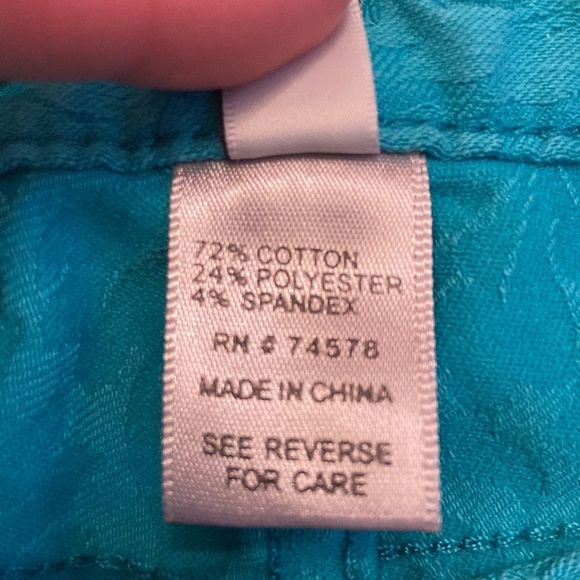 72% COTTON
24% POLYESTER
4% SPANDEX
RN # 74578
MADE IN CHINA
SEE REVERSE
FOR CARE